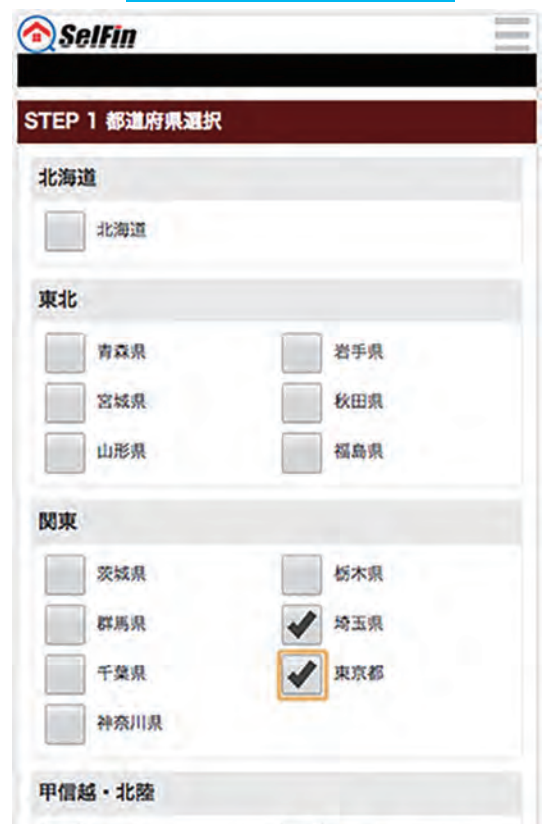 SelFin
STEP 1 都道府県選択
北海道
北海道
東北
青森県 岩手県
宮城県 秋田県
山形県 福島県
関東
茨城県 栃木県
群馬県 埼玉県
千葉県 東京都
神奈川県
甲信越・北陸